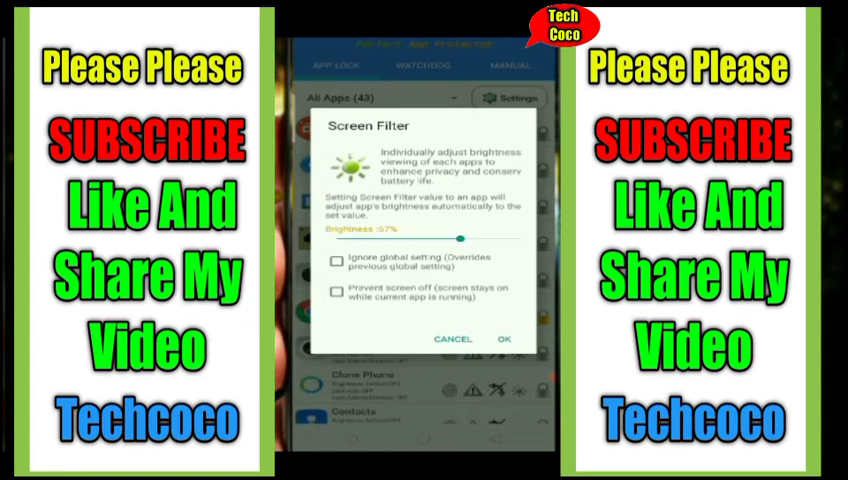 Tech
Coco
Please Please
SUBSCRIBE
Like And
Share My
Video
Techcoco
Perfect App Protector
APP LOCK
WATCHDOG
MANUAL
All Apps (43)
Settings
Screen Filter
Individually adjust brightness
viewing of each apps to
enhance privacy and conserv
battery life.
Setting Screen Filter value to an app will
adjust app's brightness automatically to the
set value.
Brightness :57%
Ignore global setting (Overrides
previous global setting)
Prevent screen off (screen stays on
while current app is running)
CANCEL
OK
Clone Phone
Contacts
Please Please
SUBSCRIBE
Like And
Share My
Video
Techcoco